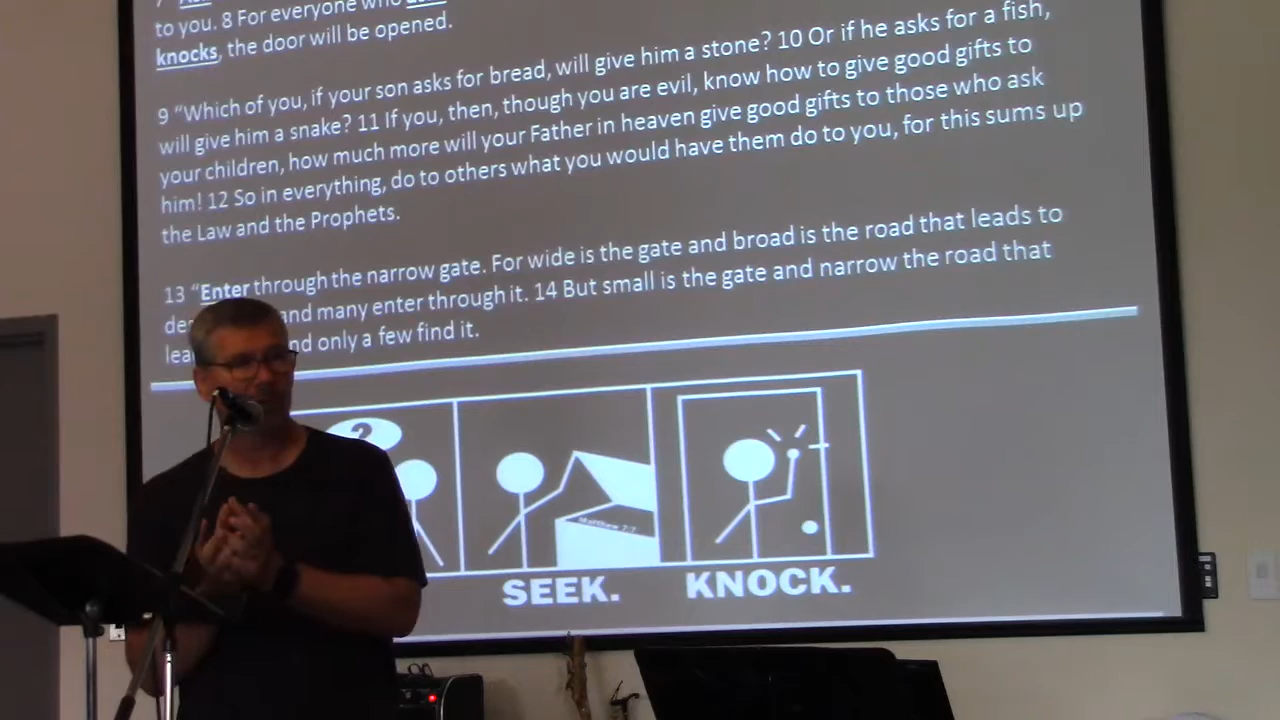 to you. 8 For everyone who
knocks, the door will be opened.
9 “Which of you, if your son asks for bread, will give him a stone? 10 Or if he asks for a fish,
will give him a snake? 11 If you, then, though you are evil, know how to give good gifts to
your children, how much more will your Father in heaven give good gifts to those who ask
him! 12 So in everything, do to others what you would have them do to you, for this sums up
the Law and the Prophets.
13 “Enter through the narrow gate. For wide is the gate and broad is the road that leads to
and many enter through it. 14 But small is the gate and narrow the road that
and only a few find it.
?
Matthew 7:7
SEEK. KNOCK.